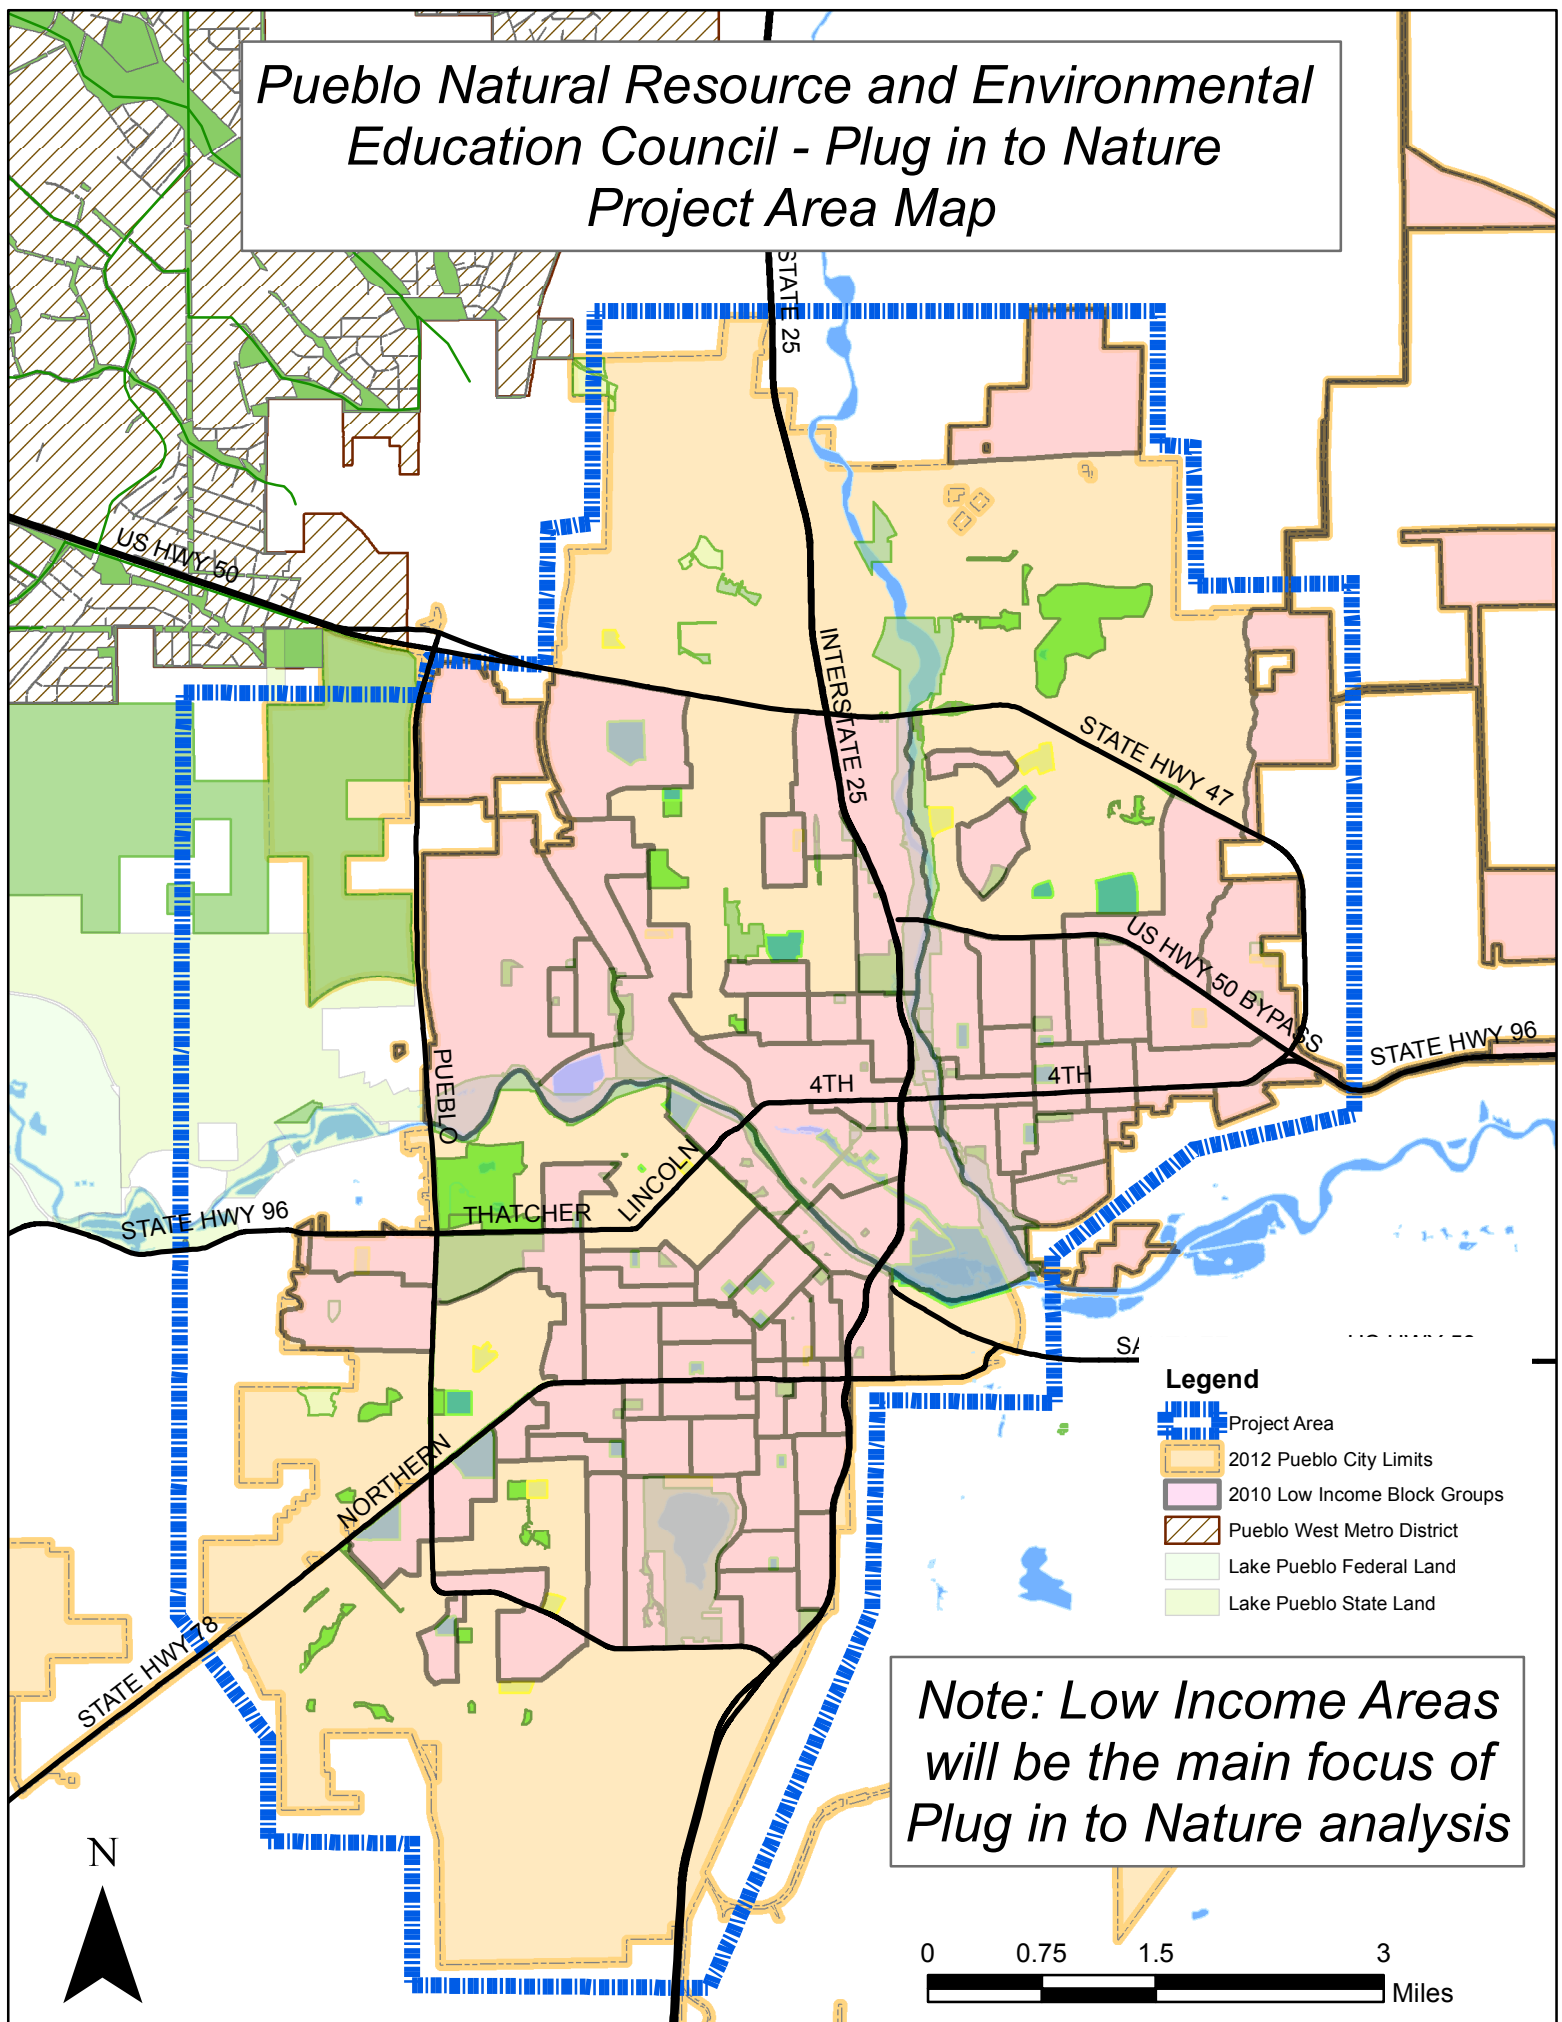 Pueblo Natural Resource and Environmental
Education Council - Plug in to Nature
Project Area Map
STATE 25
US HWY 50
INTERSTATE 25
STATE HWY 47
US HWY 50 BYPASS
STATE HWY 96
PUEBLO
4TH
4TH
LINCOLN
STATE HWY 96
THATCHER
SA
NORTHERN
STATE HWY 78
Legend
Project Area
2012 Pueblo City Limits
2010 Low Income Block Groups
Pueblo West Metro District
Lake Pueblo Federal Land
Lake Pueblo State Land
Note: Low Income Areas
will be the main focus of
Plug in to Nature analysis
N
0 0.75 1.5 3
Miles